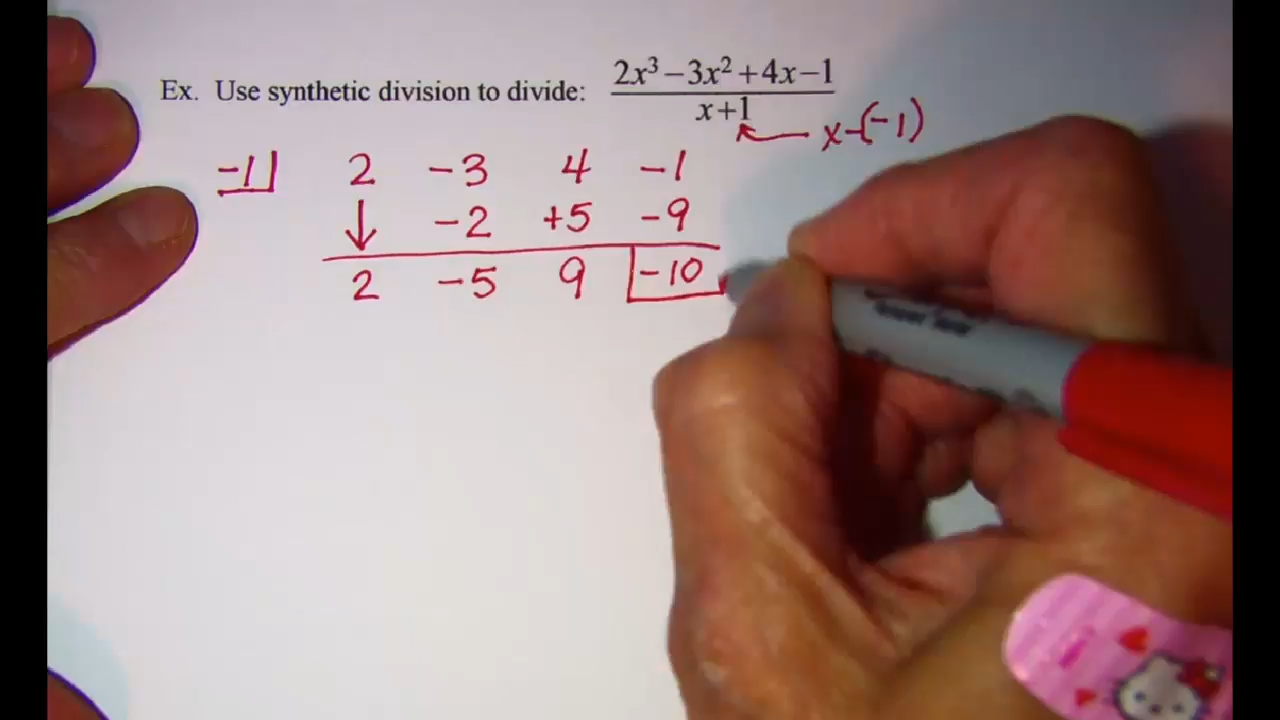 Ex. Use synthetic division to divide: (2x³−3x²+4x−1)/(x+1)
x-(-1)
-1 2 -3 4 -1
↓ -2 +5 -9
2 -5 9 -10